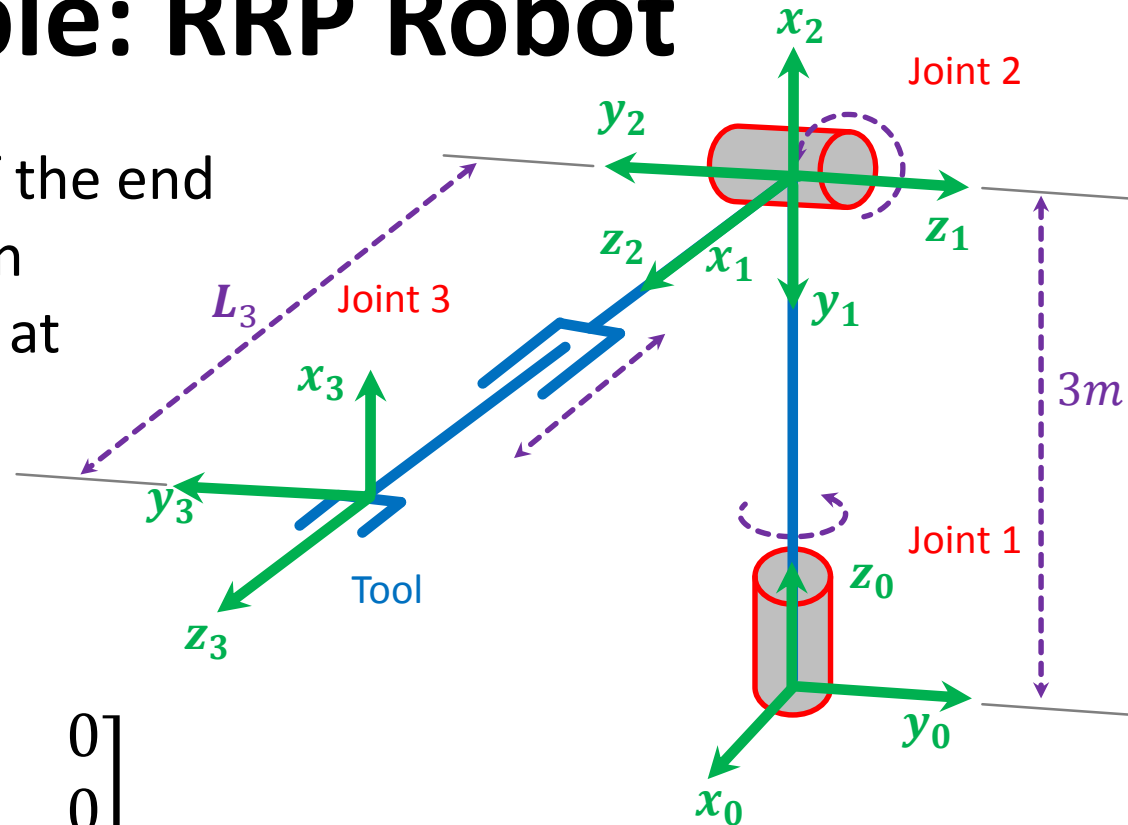 ple: RRP Robot
x₂
Joint 2
y₂
the end
z₁
z₂
x₁
n
L₃
Joint 3
y₁
at
x₃
3m
y₃
Joint 1
z₀
Tool
z₃
y₀
0
x₀
0